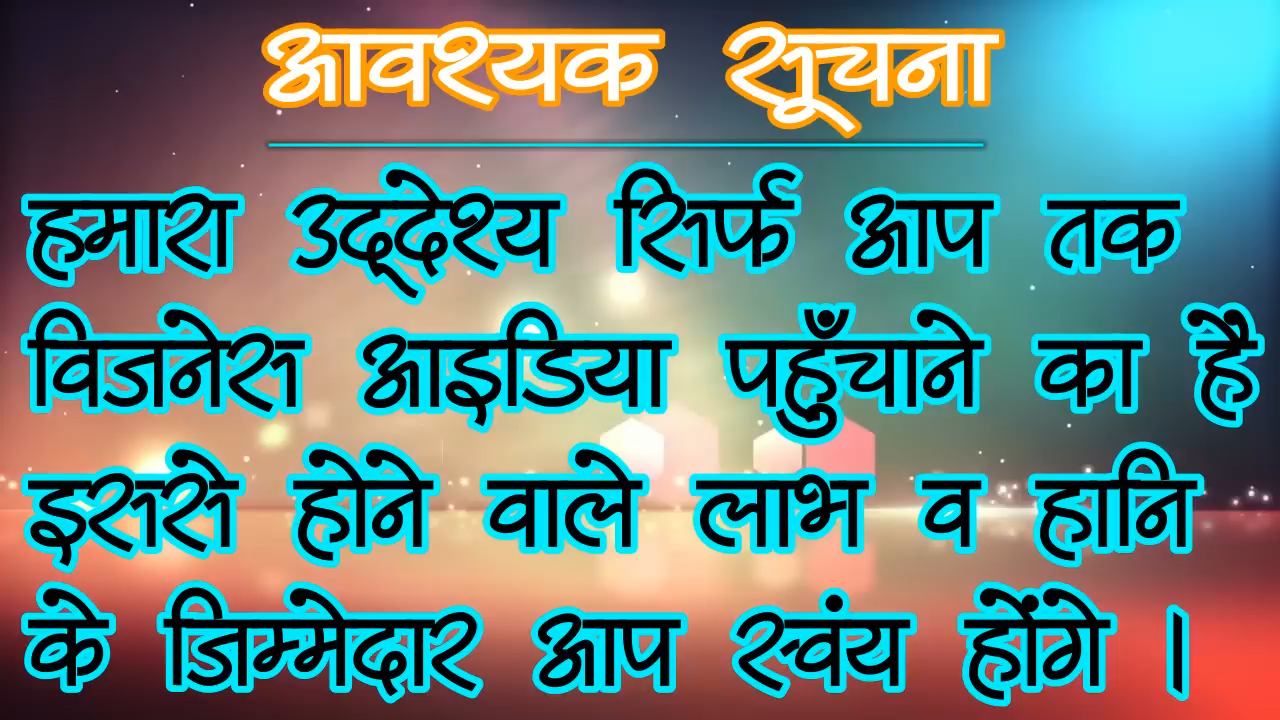 आवश्यक सूचना
हमारा उद्देश्य सिर्फ आप तक
विजनेस आइडिया पहुँचाने का है
इससे होने वाले लाभ व हानि
के जिम्मेदार आप स्वंय होंगे ।